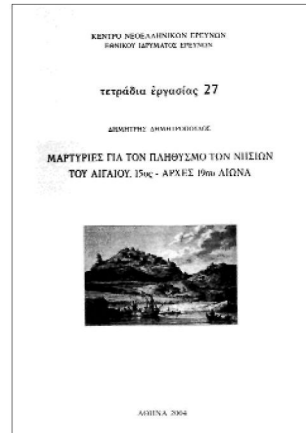 ΚΕΝΤΡΟ ΝΕΟΕΛΛΗΝΙΚΩΝ ΕΡΕΥΝΩΝ
ΕΘΝΙΚΟΥ ΙΔΡΥΜΑΤΟΣ ΕΡΕΥΝΩΝ
τετράδια ἐργασίας 27
ΔΗΜΗΤΡΗΣ ΔΗΜΗΤΡΟΠΟΥΛΟΣ
ΜΑΡΤΥΡΙΕΣ ΓΙΑ ΤΟΝ ΠΛΗΘΥΣΜΟ ΤΩΝ ΝΗΣΙΩΝ
ΤΟΥ ΑΙΓΑΙΟΥ, 15ος - ΑΡΧΕΣ 19ου ΑΙΩΝΑ
ΑΘΗΝΑ 2004